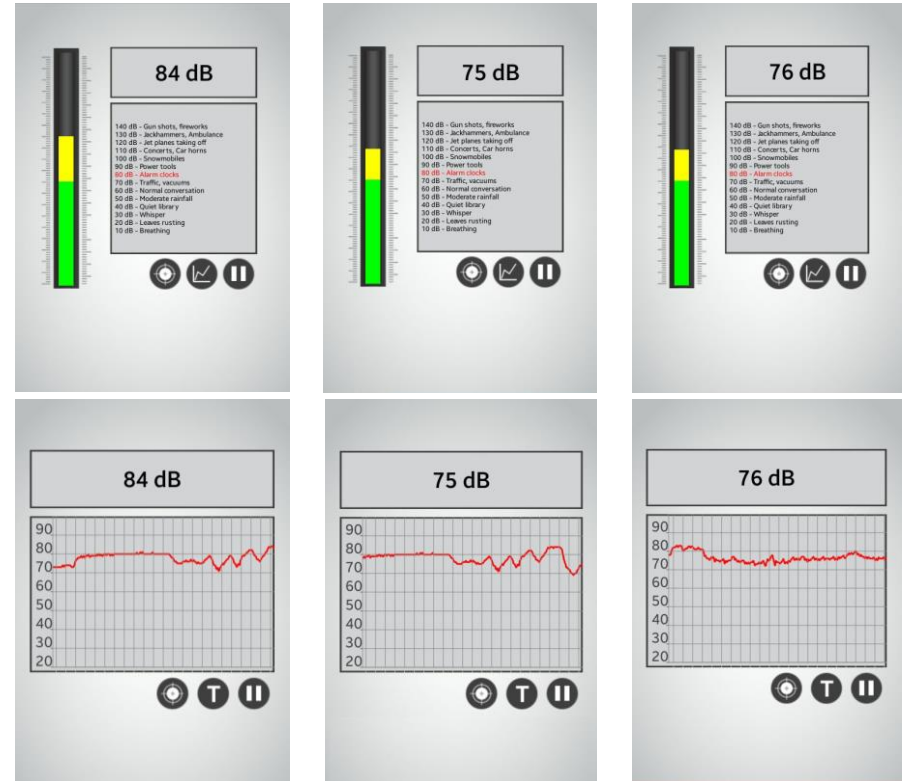 84 dB
140 dB - Gun shots, fireworks
130 dB - Jackhammers, Ambulance
120 dB - Jet planes taking off
110 dB - Concerts, Car horns
100 dB - Snowmobiles
90 dB - Power tools
80 dB - Alarm clocks
70 dB - Traffic, vacuums
60 dB - Normal conversation
50 dB - Moderate rainfall
40 dB - Quiet library
30 dB - Whisper
20 dB - Leaves rusting
10 dB - Breathing
75 dB
140 dB - Gun shots, fireworks
130 dB - Jackhammers, Ambulance
120 dB - Jet planes taking off
110 dB - Concerts, Car horns
100 dB - Snowmobiles
90 dB - Power tools
80 dB - Alarm clocks
70 dB - Traffic, vacuums
60 dB - Normal conversation
50 dB - Moderate rainfall
40 dB - Quiet library
30 dB - Whisper
20 dB - Leaves rusting
10 dB - Breathing
76 dB
140 dB - Gun shots, fireworks
130 dB - Jackhammers, Ambulance
120 dB - Jet planes taking off
110 dB - Concerts, Car horns
100 dB - Snowmobiles
90 dB - Power tools
80 dB - Alarm clocks
70 dB - Traffic, vacuums
60 dB - Normal conversation
50 dB - Moderate rainfall
40 dB - Quiet library
30 dB - Whisper
20 dB - Leaves rusting
10 dB - Breathing
84 dB
90
80
70
60
50
40
30
20
T
75 dB
90
80
70
60
50
40
30
20
T
76 dB
90
80
70
60
50
40
30
20
T